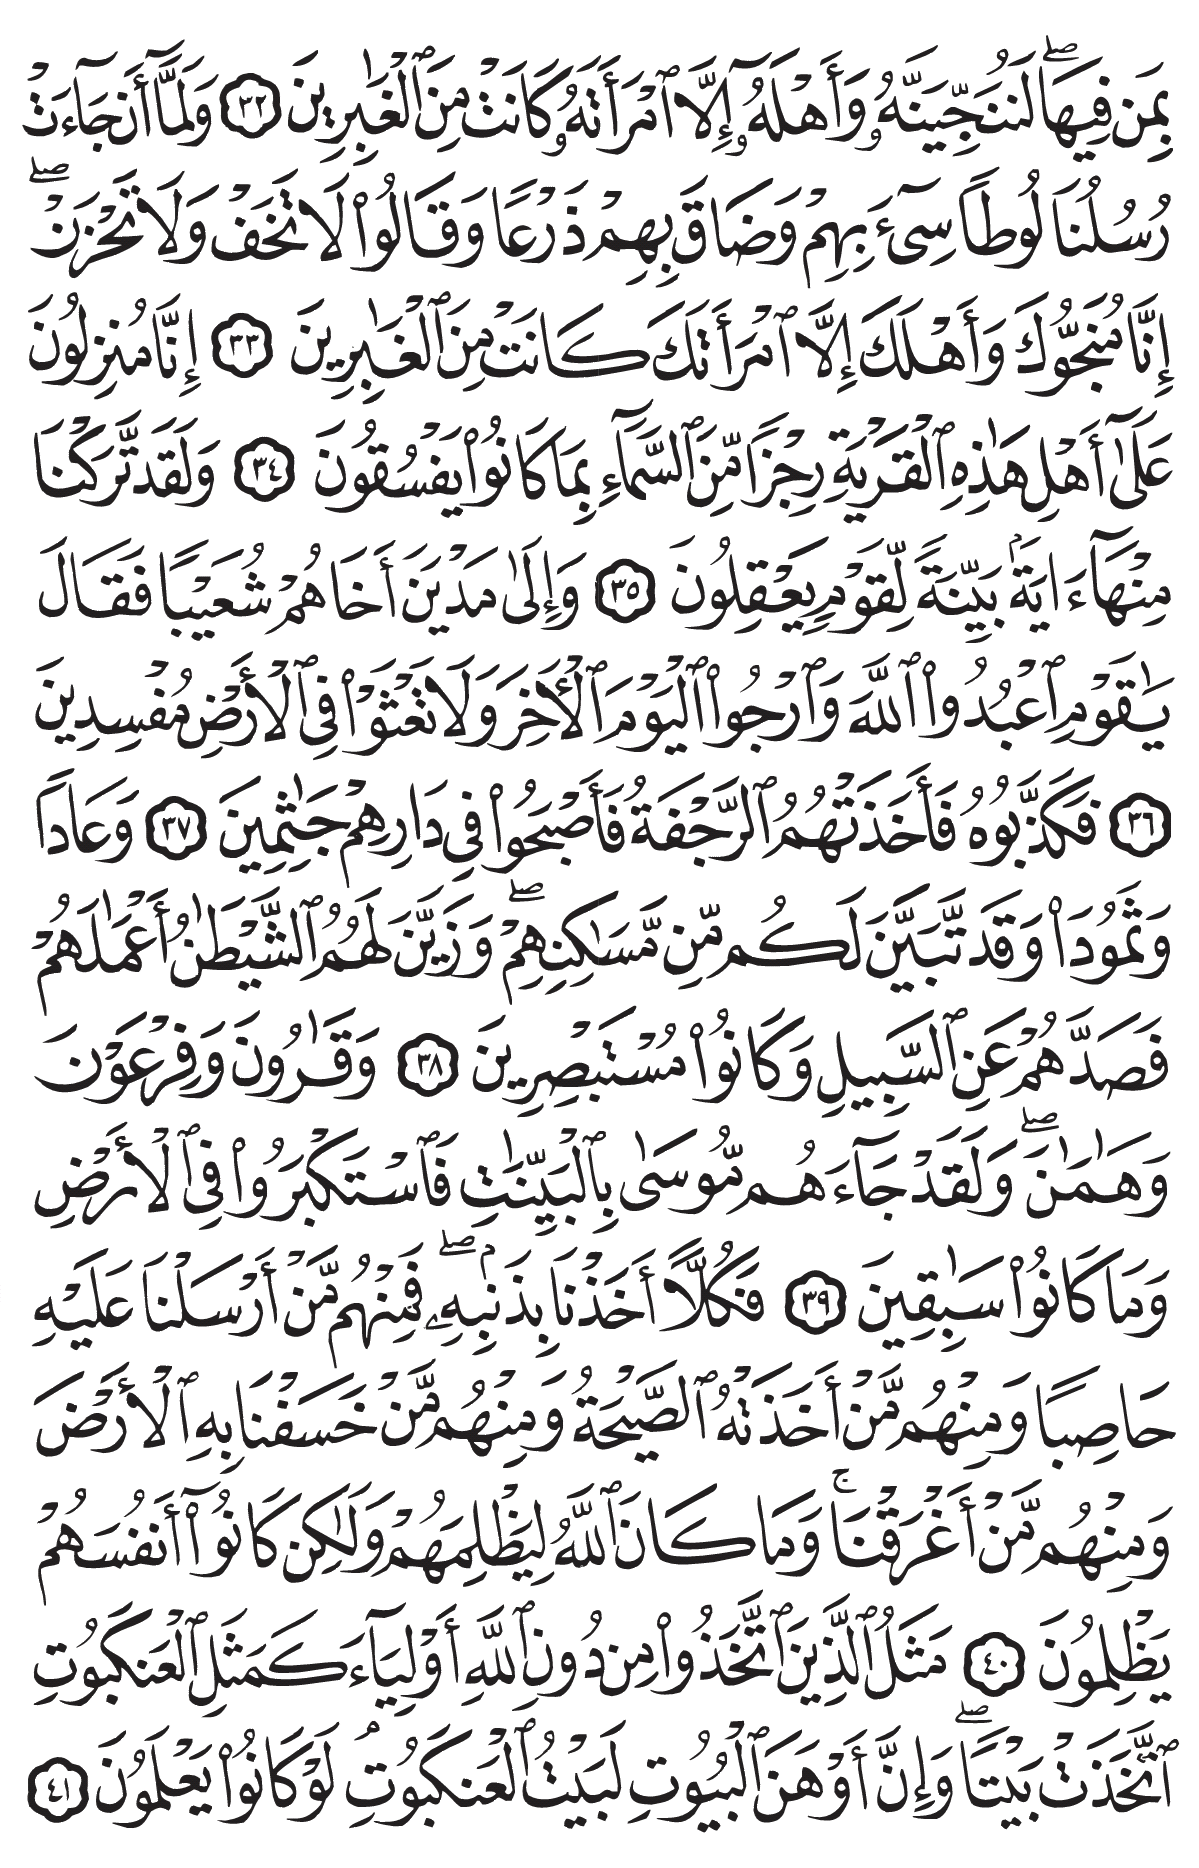 بِمَن فِيهَاۖ لَنُنَجِّيَنَّهُۥ وَأَهْلَهُۥٓ إِلَّا ٱمْرَأَتَهُۥ كَانَتْ مِنَ ٱلْغَٰبِرِينَ ٣٢ وَلَمَّآ أَن جَآءَتْ
رُسُلُنَا لُوطًا سِىٓءَ بِهِمْ وَضَاقَ بِهِمْ ذَرْعًا وَقَالُوا۟ لَا تَخَفْ وَلَا تَحْزَنْۖ
إِنَّا مُنَجُّوكَ وَأَهْلَكَ إِلَّا ٱمْرَأَتَكَ كَانَتْ مِنَ ٱلْغَٰبِرِينَ ٣٣ إِنَّا مُنزِلُونَ
عَلَىٰٓ أَهْلِ هَٰذِهِ ٱلْقَرْيَةِ رِجْزًا مِّنَ ٱلسَّمَآءِ بِمَا كَانُوا۟ يَفْسُقُونَ ٣٤ وَلَقَد تَّرَكْنَا
مِنْهَآ ءَايَةًۢ بَيِّنَةً لِّقَوْمٍ يَعْقِلُونَ ٣٥ وَإِلَىٰ مَدْيَنَ أَخَاهُمْ شُعَيْبًا فَقَالَ
يَٰقَوْمِ ٱعْبُدُوا۟ ٱللَّهَ وَٱرْجُوا۟ ٱلْيَوْمَ ٱلْأَخِرَ وَلَا تَعْثَوْا۟ فِى ٱلْأَرْضِ مُفْسِدِينَ
٣٦ فَكَذَّبُوهُ فَأَخَذَتْهُمُ ٱلرَّجْفَةُ فَأَصْبَحُوا۟ فِى دَارِهِمْ جَٰثِمِينَ ٣٧ وَعَادًا
وَثَمُودَا۟ وَقَد تَّبَيَّنَ لَكُم مِّن مَّسَٰكِنِهِمْۖ وَزَيَّنَ لَهُمُ ٱلشَّيْطَٰنُ أَعْمَٰلَهُمْ
فَصَدَّهُمْ عَنِ ٱلسَّبِيلِ وَكَانُوا۟ مُسْتَبْصِرِينَ ٣٨ وَقَٰرُونَ وَفِرْعَوْنَ
وَهَٰمَٰنَۖ وَلَقَدْ جَآءَهُم مُّوسَىٰ بِٱلْبَيِّنَٰتِ فَٱسْتَكْبَرُوا۟ فِى ٱلْأَرْضِ
وَمَا كَانُوا۟ سَٰبِقِينَ ٣٩ فَكُلًّا أَخَذْنَا بِذَنۢبِهِۦۖ فَمِنْهُم مَّنْ أَرْسَلْنَا عَلَيْهِ
حَاصِبًا وَمِنْهُم مَّنْ أَخَذَتْهُ ٱلصَّيْحَةُ وَمِنْهُم مَّنْ خَسَفْنَا بِهِ ٱلْأَرْضَ
وَمِنْهُم مَّنْ أَغْرَقْنَاۚ وَمَا كَانَ ٱللَّهُ لِيَظْلِمَهُمْ وَلَٰكِن كَانُوٓا۟ أَنفُسَهُمْ
يَظْلِمُونَ ٤٠ مَثَلُ ٱلَّذِينَ ٱتَّخَذُوا۟ مِن دُونِ ٱللَّهِ أَوْلِيَآءَ كَمَثَلِ ٱلْعَنكَبُوتِ
ٱتَّخَذَتْ بَيْتًاۖ وَإِنَّ أَوْهَنَ ٱلْبُيُوتِ لَبَيْتُ ٱلْعَنكَبُوتِۢ لَوْ كَانُوا۟ يَعْلَمُونَ ٤١